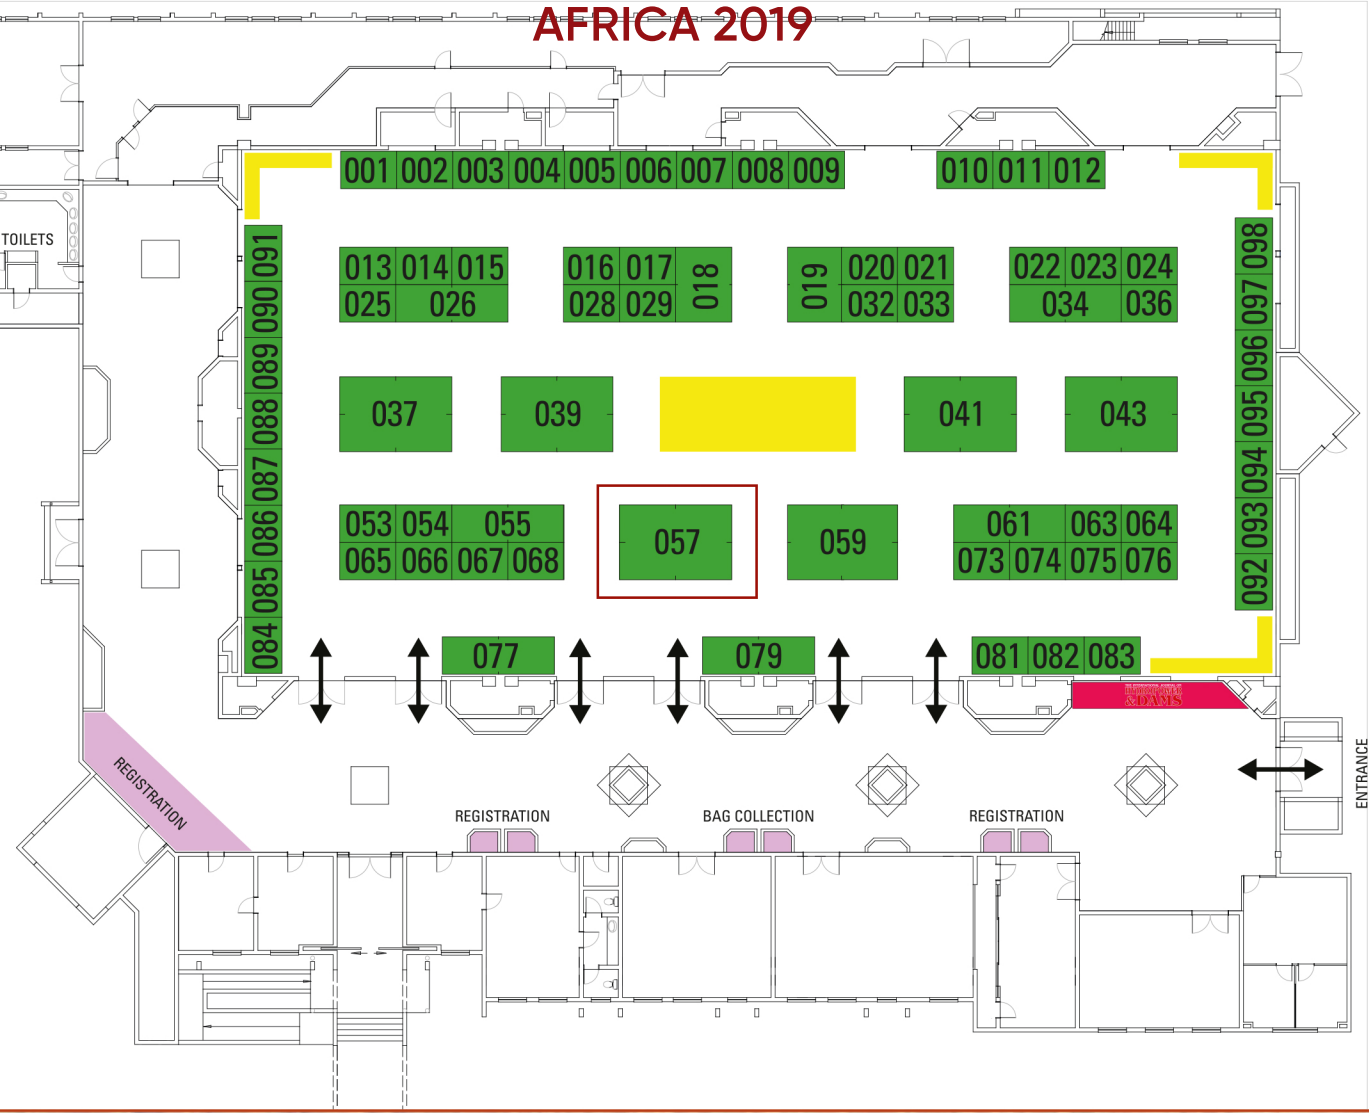 AFRICA 2019
001 002 003 004 005 006 007 008 009 010 011 012
TOILETS
013 014 015 016 017 018 019 020 021 022 023 024
025 026 028 029 032 033 034 036
037 039 041 043
053 054 055 057 059 061 063 064
065 066 067 068 073 074 075 076
077 079 081 082 083
084 085 086 087 088 089 090 091
092 093 094 095 096 097 098
& DAMS
REGISTRATION
REGISTRATION
BAG COLLECTION
REGISTRATION
ENTRANCE